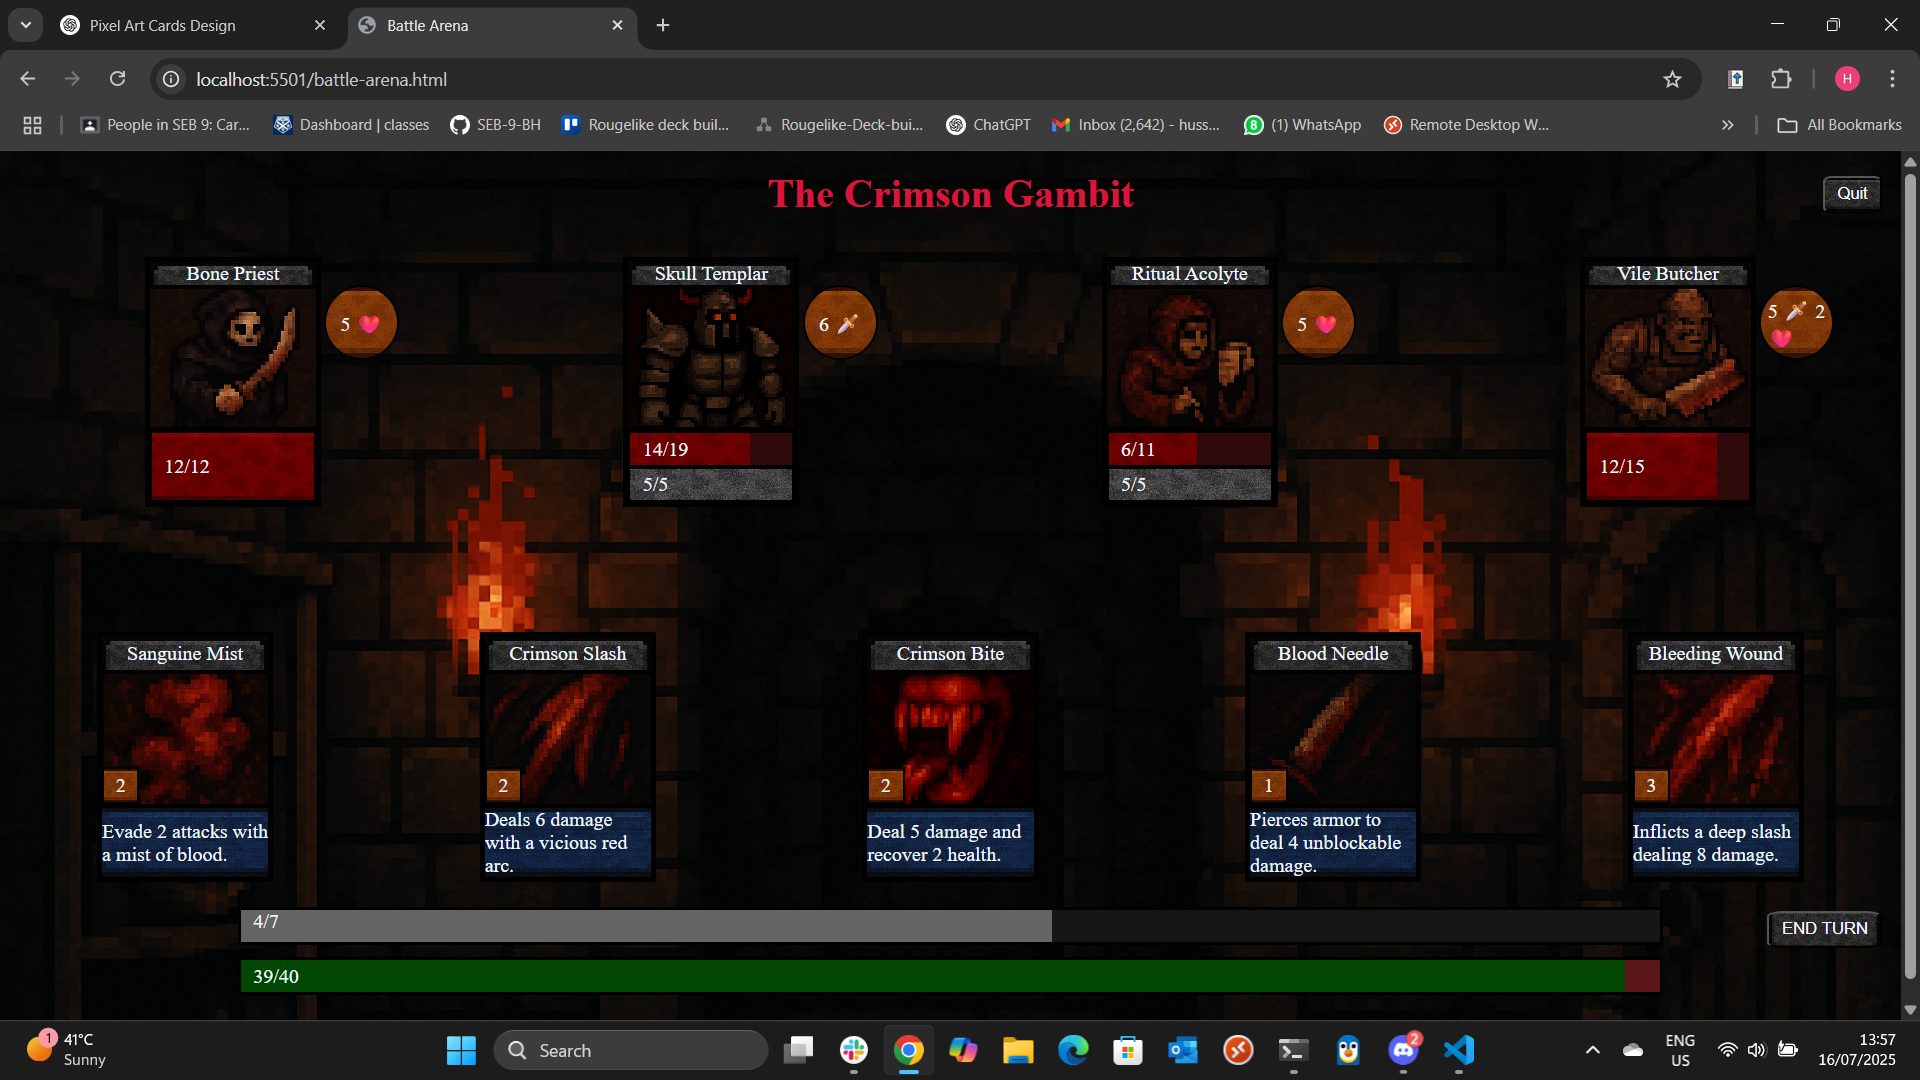 Pixel Art Cards Design
Battle Arena
localhost:5501/battle-arena.html
H
People in SEB 9: Car...
Dashboard | classes
SEB-9-BH
Rougelike deck buil...
Rougelike-Deck-bui...
ChatGPT
Inbox (2,642) - huss...
(1) WhatsApp
Remote Desktop W...
»
All Bookmarks
The Crimson Gambit
Quit
Bone Priest
5
12/12
Skull Templar
6
14/19
5/5
Ritual Acolyte
5
6/11
5/5
Vile Butcher
5 2
12/15
Sanguine Mist
2
Evade 2 attacks with
a mist of blood.
Crimson Slash
2
Deals 6 damage
with a vicious red
arc.
Crimson Bite
2
Deal 5 damage and
recover 2 health.
Blood Needle
1
Pierces armor to
deal 4 unblockable
damage.
Bleeding Wound
3
Inflicts a deep slash
dealing 8 damage.
4/7
END TURN
39/40
1
41°C
Sunny
Search
2
ENG
US
13:57
16/07/2025